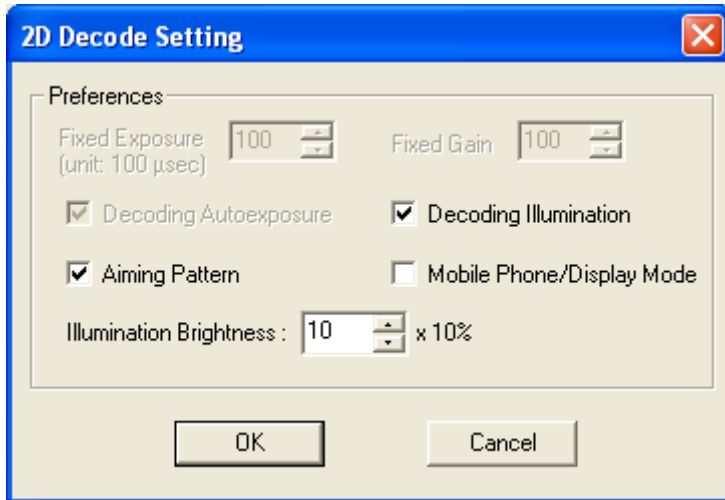 2D Decode Setting
Preferences
Fixed Exposure 100 Fixed Gain 100
(unit: 100 µsec)
Decoding Autoexposure Decoding Illumination
Aiming Pattern Mobile Phone/Display Mode
Illumination Brightness : 10 x 10%
OK Cancel